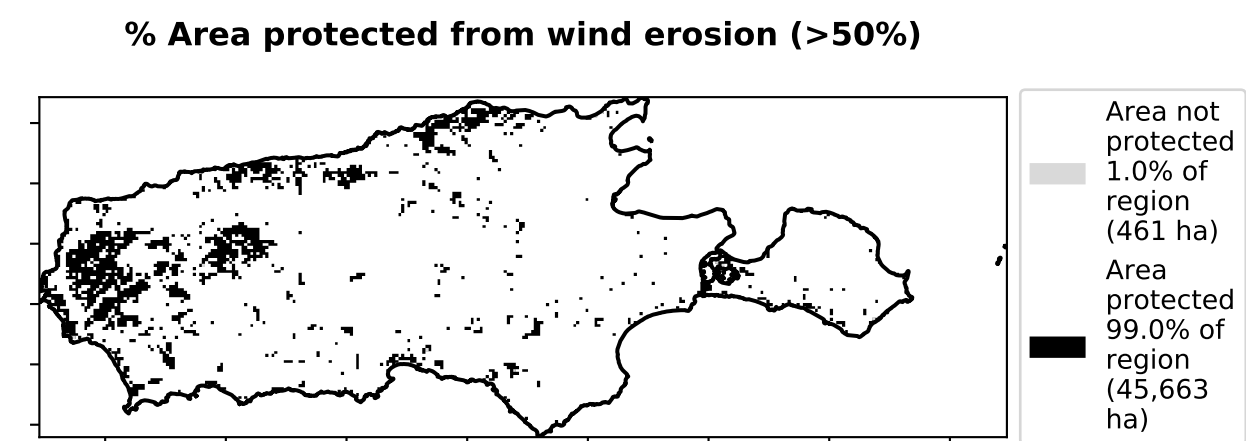 % Area protected from wind erosion (>50%)
Area not
protected
1.0% of
region
(461 ha)
Area
protected
99.0% of
region
(45,663
ha)